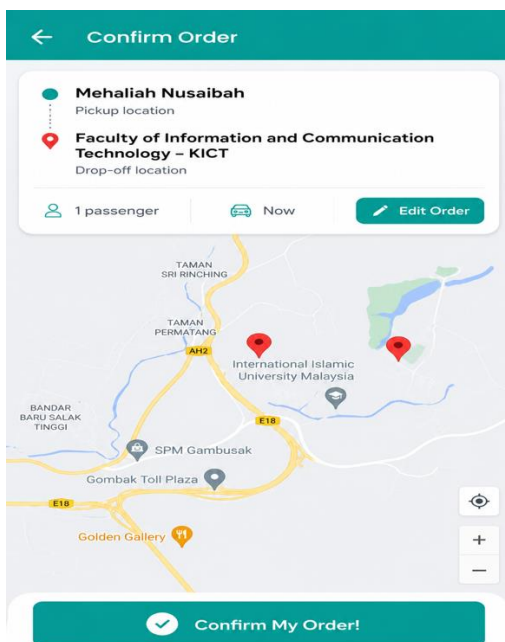 Confirm Order
Mehaliah Nusaibah
Pickup location
Faculty of Information and Communication
Technology – KICT
Drop-off location
1 passenger
Now
Edit Order
TAMAN
SRI RINCHING
TAMAN
PERMATANG
AH2
International Islamic
University Malaysia
BANDAR
BARU SALAK
TINGGI
E18
SPM Gambusak
Gombak Toll Plaza
E18
Golden Gallery
+
−
Confirm My Order!